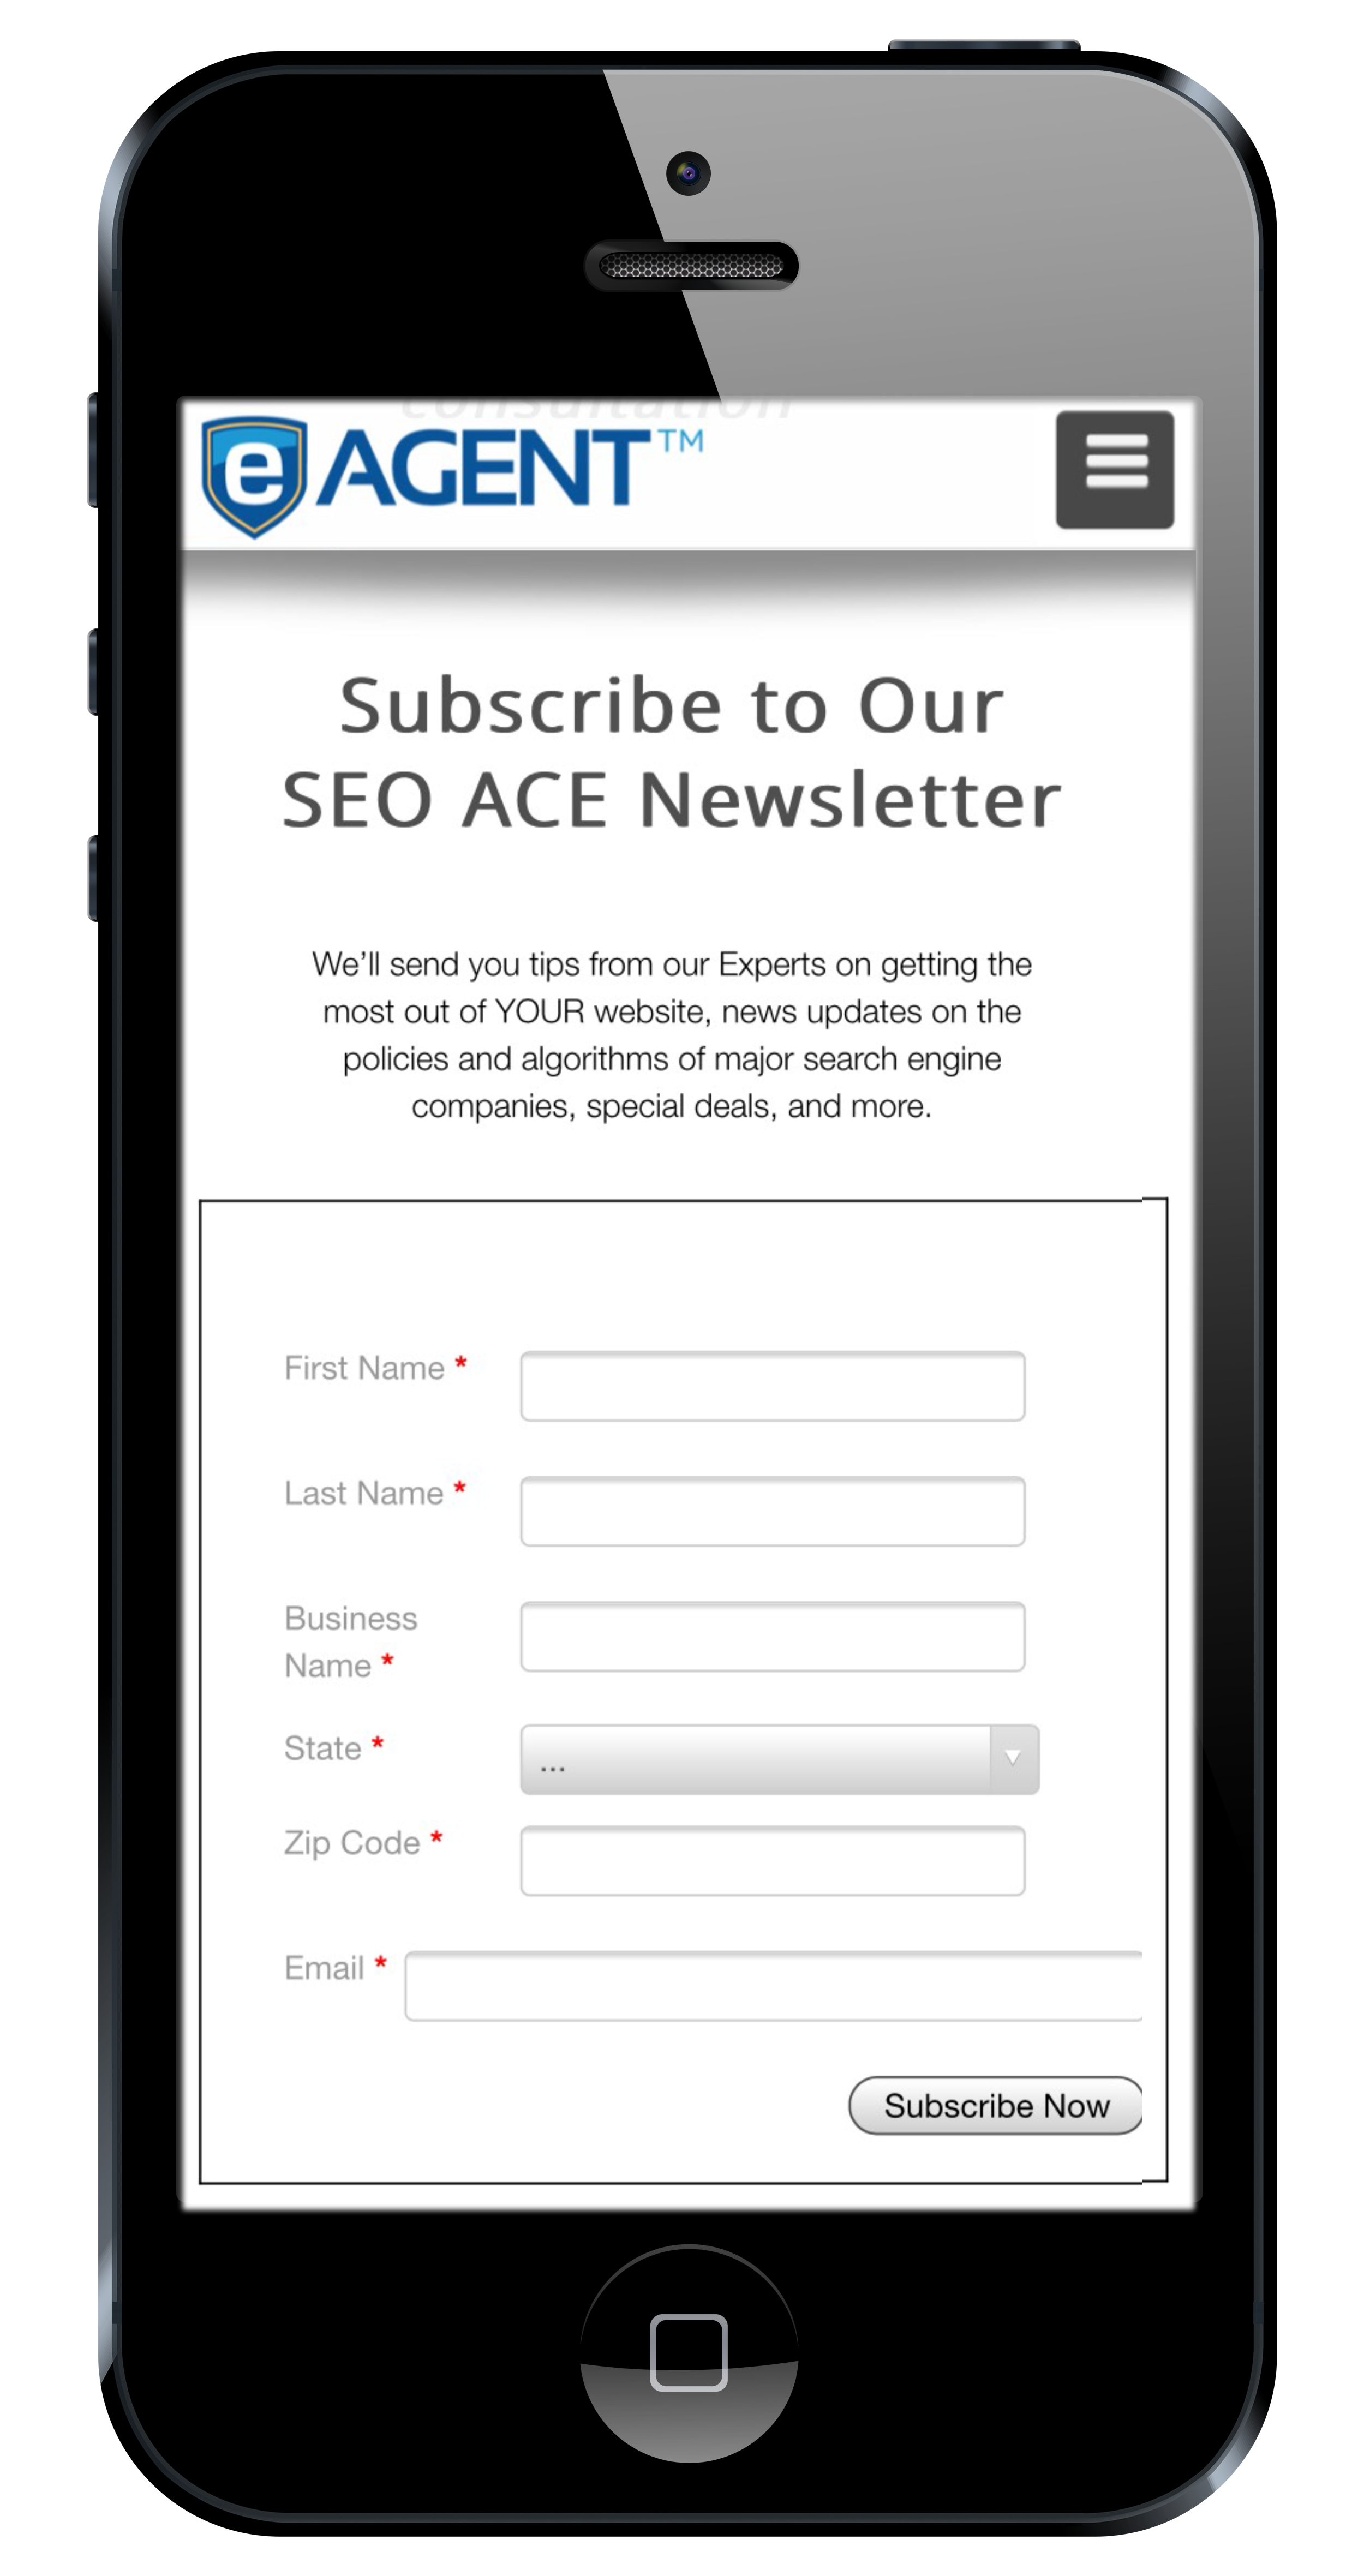 consultation
e AGENT™
Subscribe to Our
SEO ACE Newsletter
We'll send you tips from our Experts on getting the
most out of YOUR website, news updates on the
policies and algorithms of major search engine
companies, special deals, and more.
First Name *
Last Name *
Business
Name *
State * ...
Zip Code *
Email *
Subscribe Now